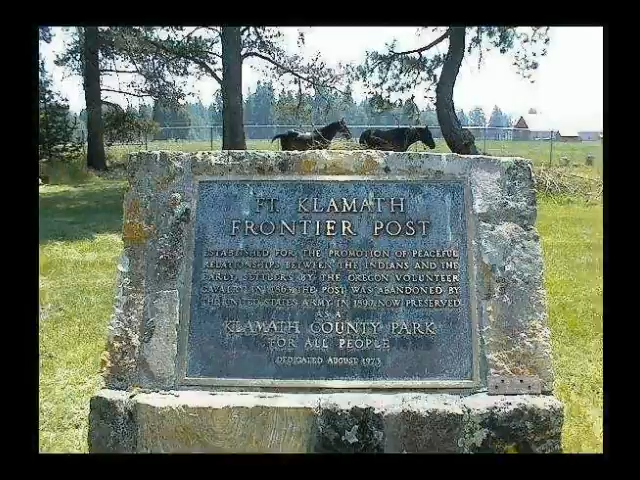 FT. KLAMATH
FRONTIER POST
ESTABLISHED FOR THE PROMOTION OF PEACEFUL
RELATIONSHIPS BETWEEN THE INDIANS AND THE
EARLY SETTLERS BY THE OREGON VOLUNTEER
CAVALRY IN 1863. THE POST WAS ABANDONED BY
THE UNITED STATES ARMY IN 1890. NOW PRESERVED
AS A
KLAMATH COUNTY PARK
FOR ALL PEOPLE
DEDICATED AUGUST 1973